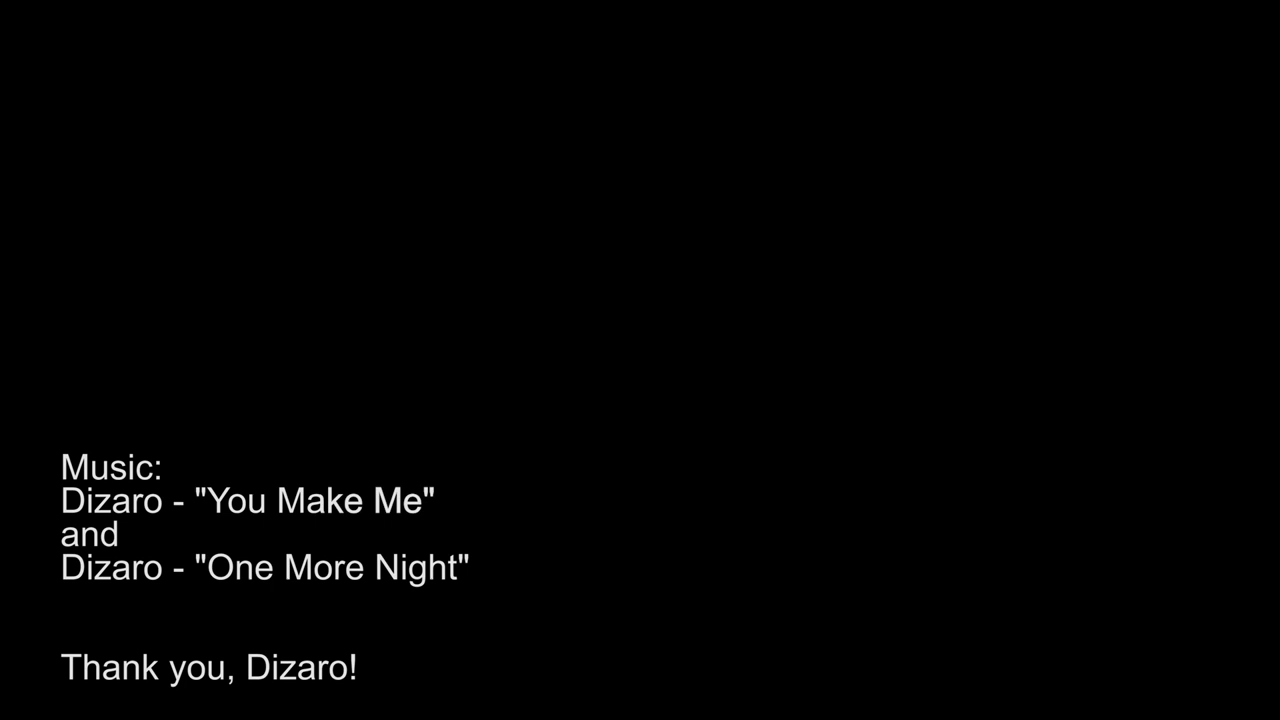 Music:
Dizaro - "You Make Me"
and
Dizaro - "One More Night"
Thank you, Dizaro!